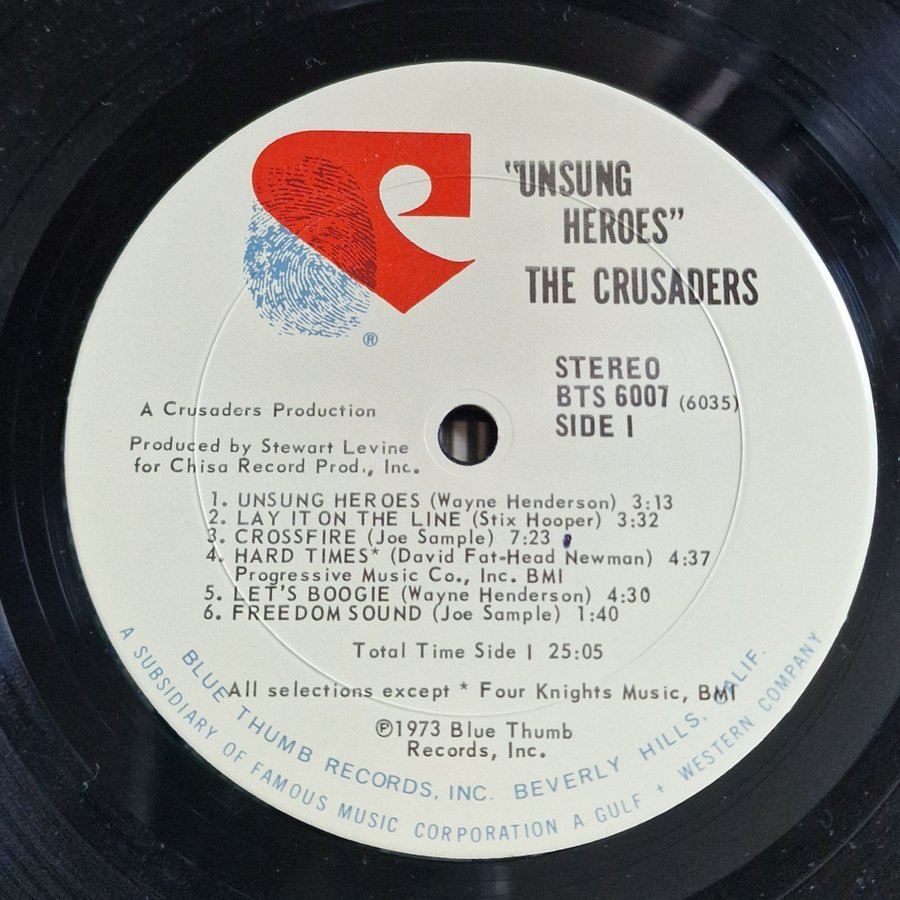 "UNSUNG
HEROES"
THE CRUSADERS
®
STEREO
BTS 6007 (6035)
SIDE 1
A Crusaders Production
Produced by Stewart Levine
for Chisa Record Prod., Inc.
1. UNSUNG HEROES (Wayne Henderson) 3:13
2. LAY IT ON THE LINE (Stix Hooper) 3:32
3. CROSSFIRE (Joe Sample) 7:23
4. HARD TIMES* (David Fat-Head Newman) 4:37
Progressive Music Co., Inc. BMI
5. LET'S BOOGIE (Wayne Henderson) 4:30
6. FREEDOM SOUND (Joe Sample) 1:40
Total Time Side 1 25:05
All selections except * Four Knights Music, BMI
℗1973 Blue Thumb
Records, Inc.
BLUE THUMB RECORDS, INC. BEVERLY HILLS, CALIF.
A SUBSIDIARY OF FAMOUS MUSIC CORPORATION A GULF + WESTERN COMPANY